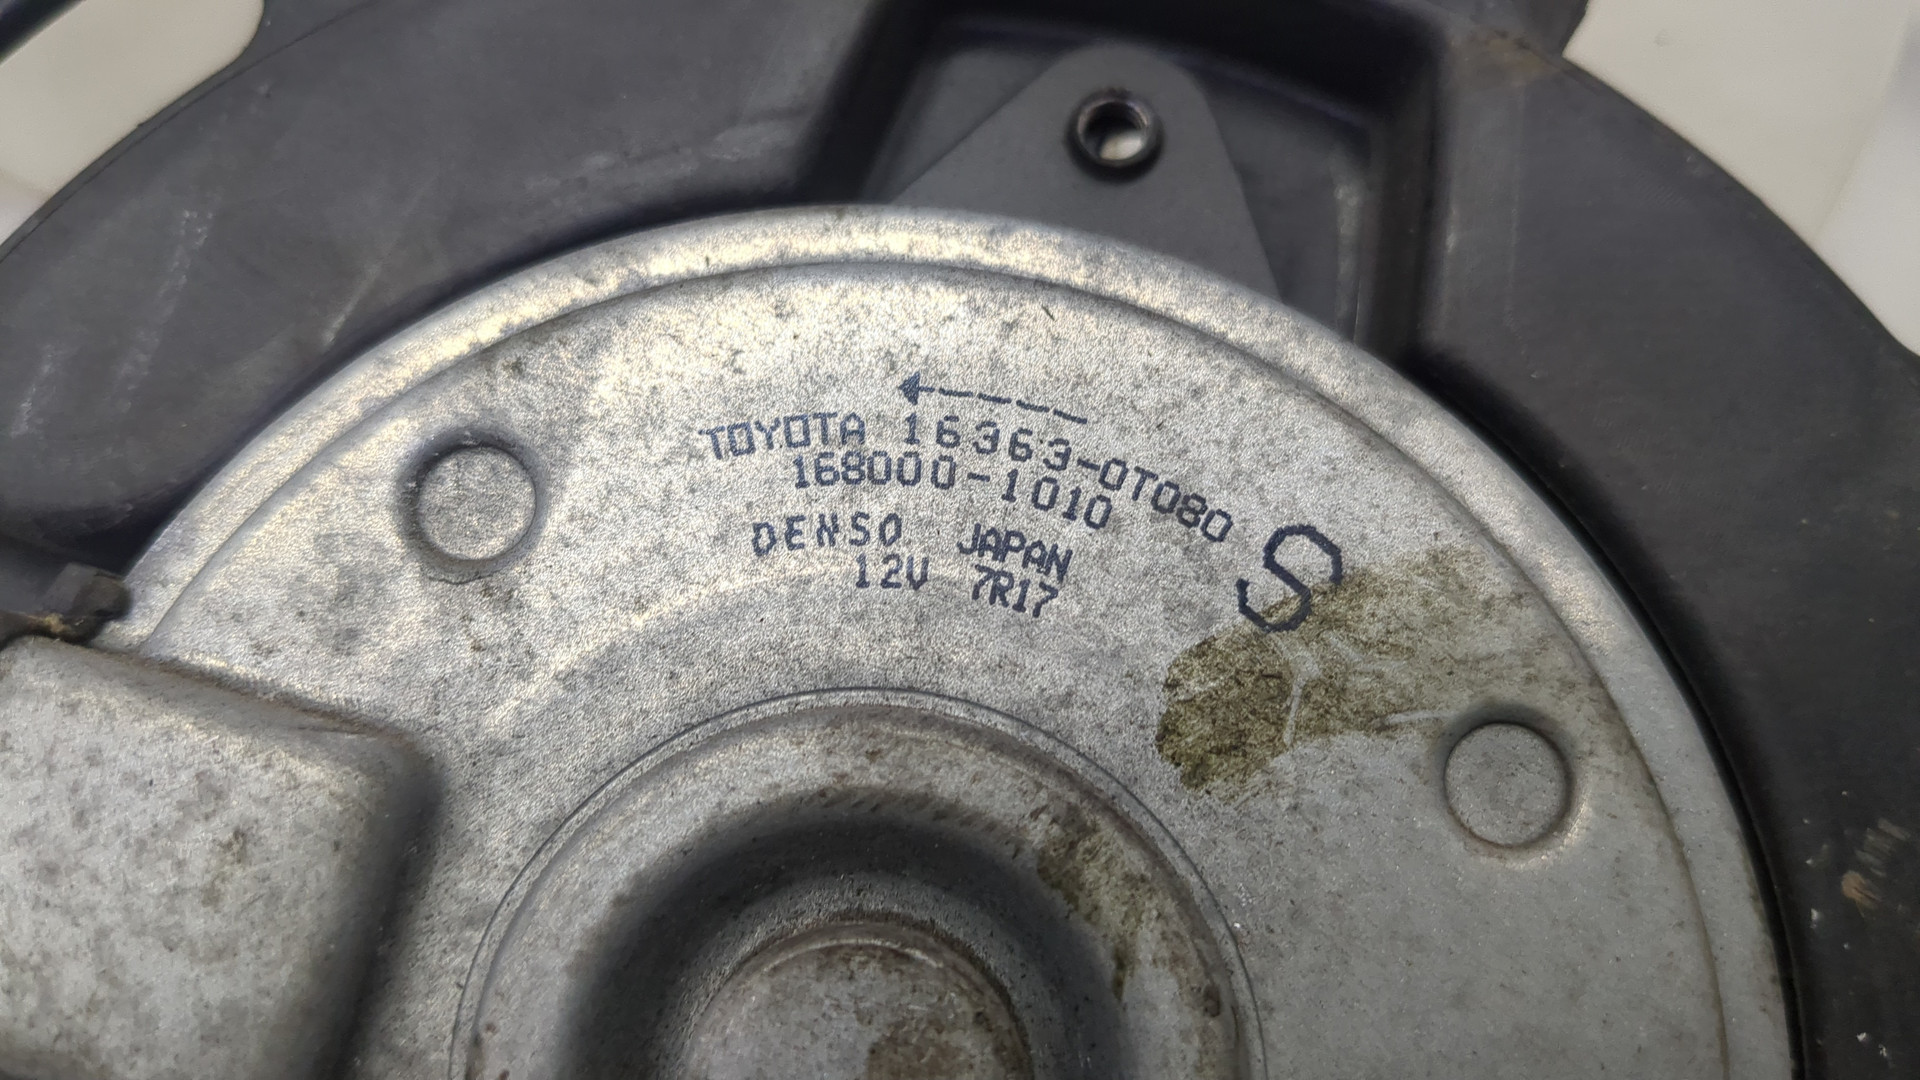 TOYOTA 16363-0T080
168000-1010
S
DENSO JAPAN
12V 7R17